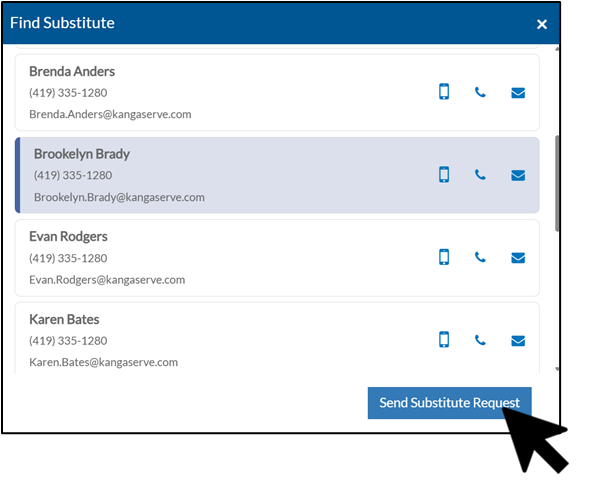 Find Substitute
Brenda Anders
(419) 335-1280
Brenda.Anders@kangaserve.com
Brookelyn Brady
(419) 335-1280
Brookelyn.Brady@kangaserve.com
Evan Rodgers
(419) 335-1280
Evan.Rodgers@kangaserve.com
Karen Bates
(419) 335-1280
Karen.Bates@kangaserve.com
Send Substitute Request